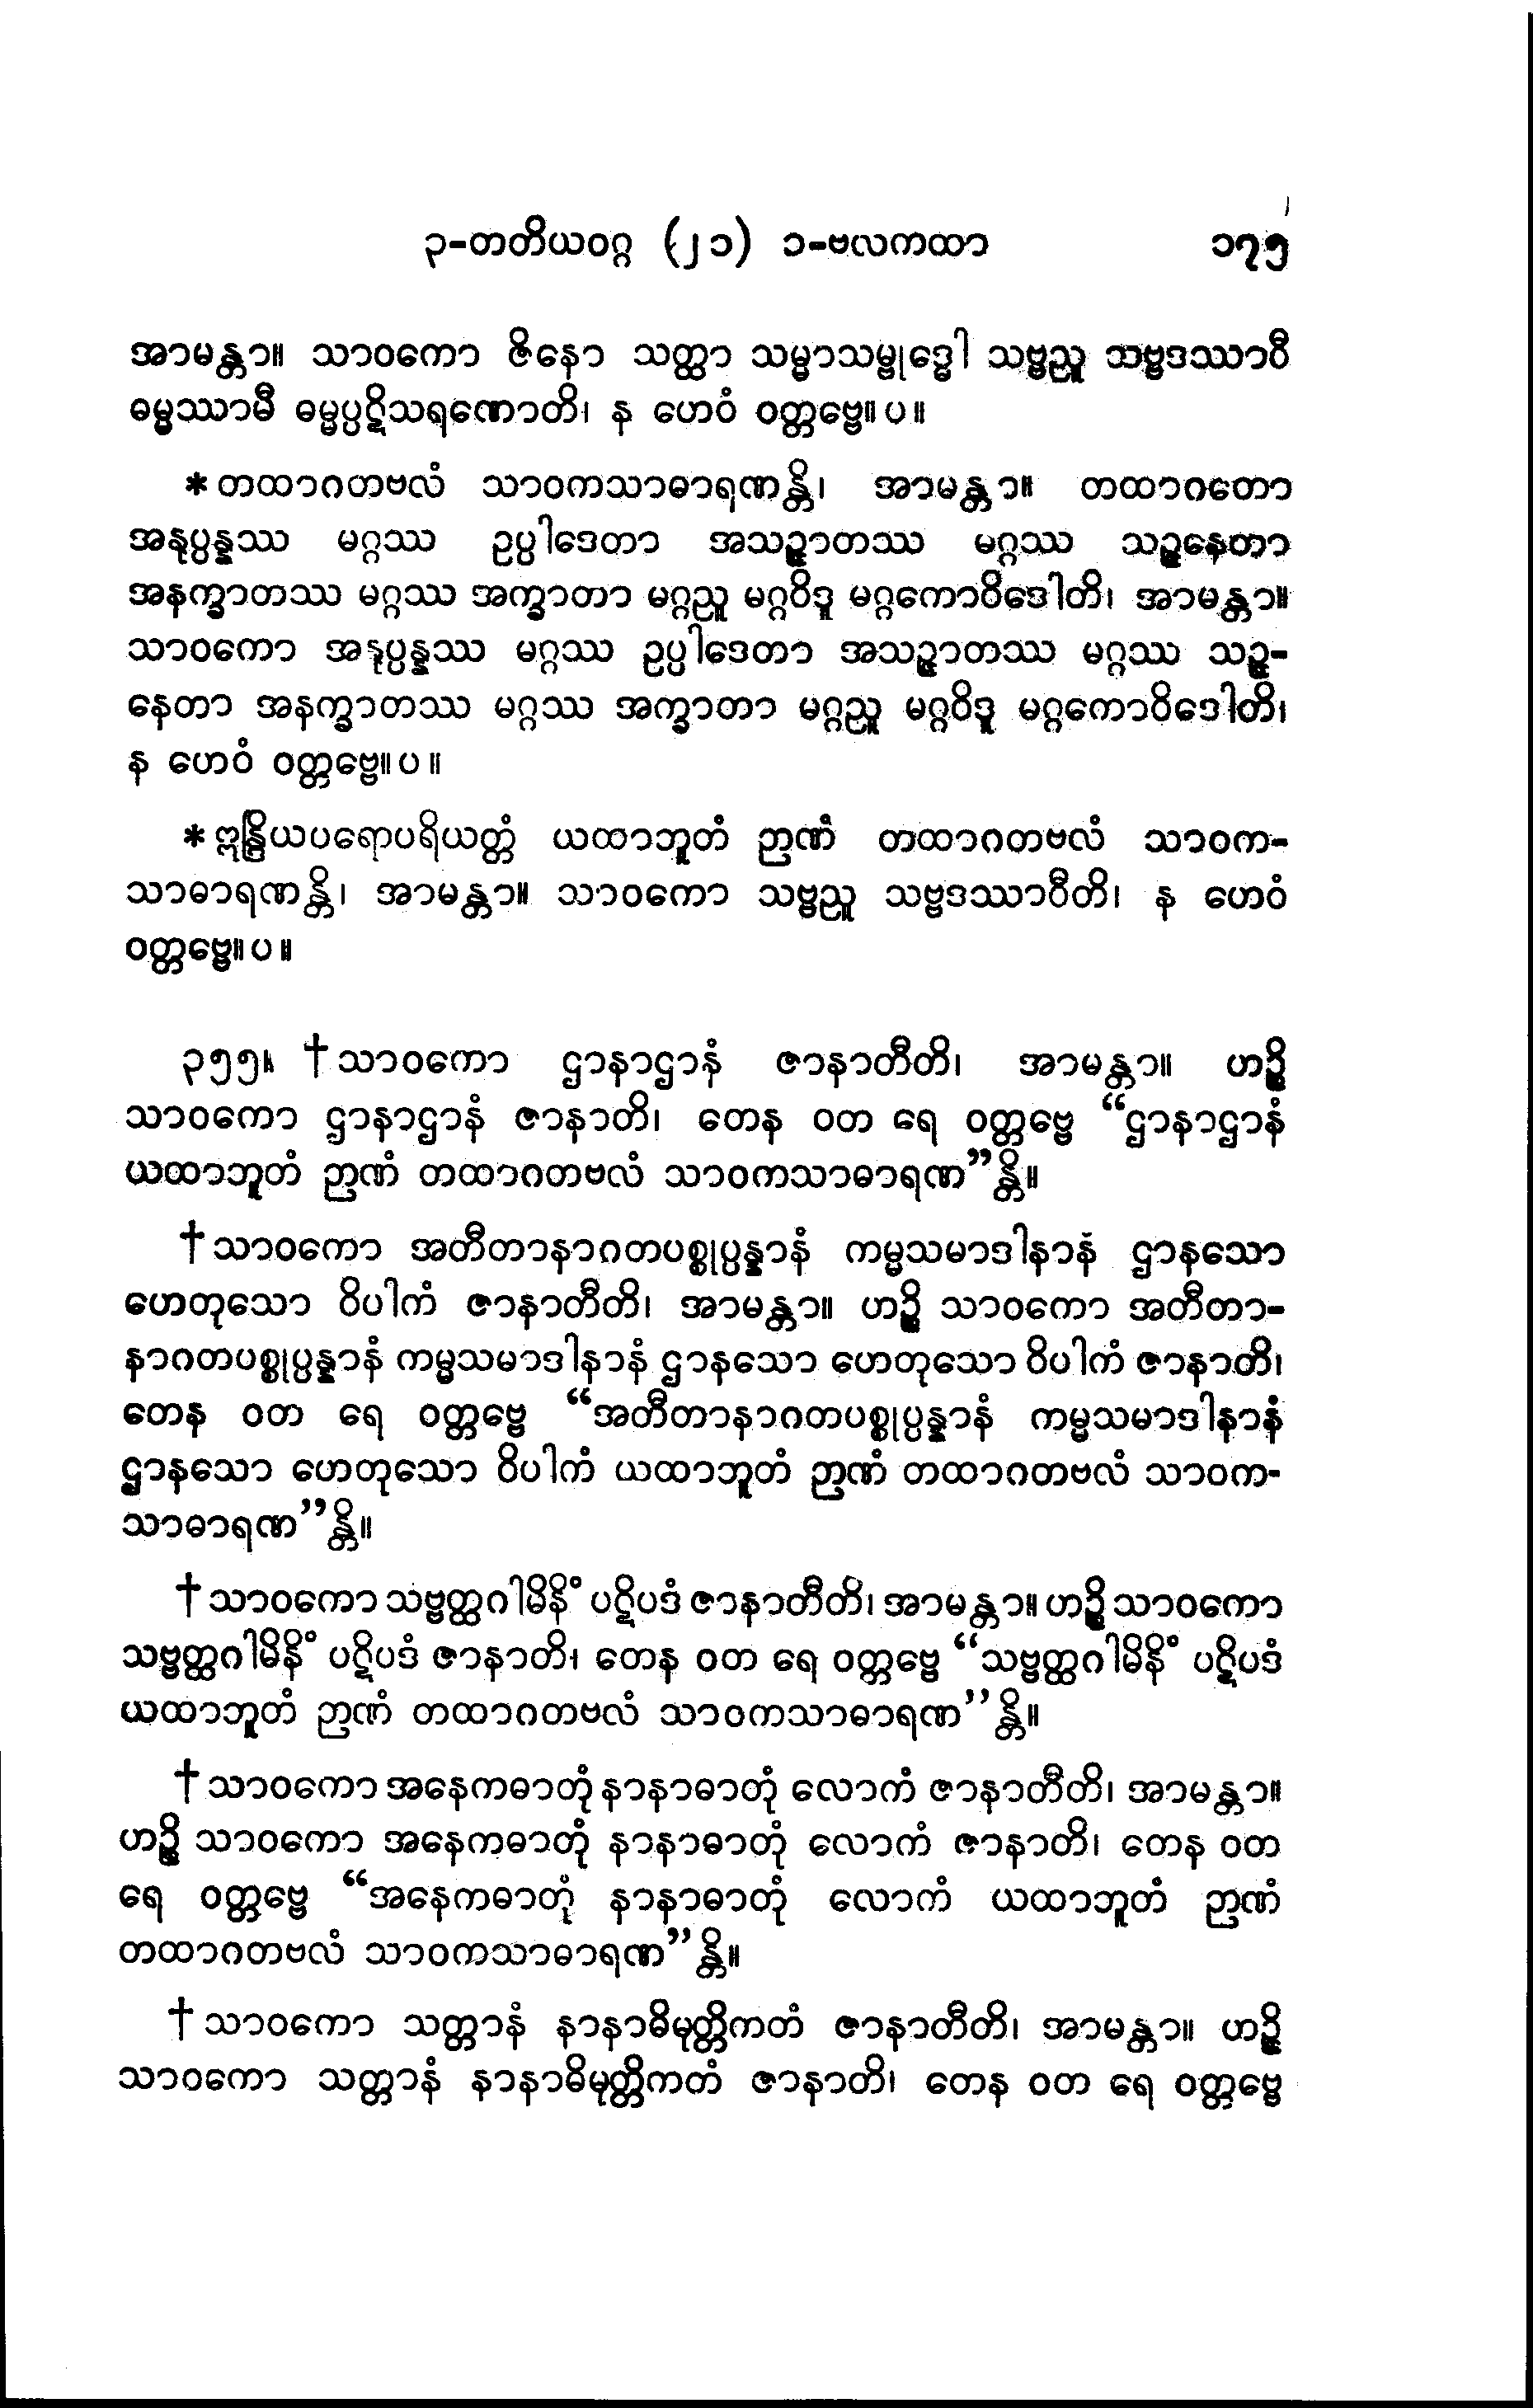 ၃-တတိယဝဂ္ဂ (၂၁) ၁-ဗလကထာ ၁၇၅
အာမန္တာ။ သာဝကော ဇိနော သတ္ထာ သမ္မာသမ္ဗုဒ္ဓေါ သဗ္ဗညူ သဗ္ဗဒဿာဝီ
ဓမ္မဿာမီ ဓမ္မပ္ပဋိသရဏောတိ၊ န ဟေဝံ ဝတ္တဗ္ဗေ။ပ။
*တထာဂတဗလံ သာဝကသာဓာရဏန္တိ၊ အာမန္တာ။ တထာဂတော
အနုပ္ပန္နဿ မဂ္ဂဿ ဥပ္ပါဒေတာ အသဉ္ဇာတဿ မဂ္ဂဿ သဉ္ဇနေတာ
အနက္ခာတဿ မဂ္ဂဿ အက္ခာတာ မဂ္ဂညူ မဂ္ဂဝိဒူ မဂ္ဂကောဝိဒေါတိ၊ အာမန္တာ။
သာဝကော အနုပ္ပန္နဿ မဂ္ဂဿ ဥပ္ပါဒေတာ အသဉ္ဇာတဿ မဂ္ဂဿ သဉ္ဇ-
နေတာ အနက္ခာတဿ မဂ္ဂဿ အက္ခာတာ မဂ္ဂညူ မဂ္ဂဝိဒူ မဂ္ဂကောဝိဒေါတိ၊
န ဟေဝံ ဝတ္တဗ္ဗေ။ပ။
*ဣန္ဒြိယပရောပရိယတ္တံ ယထာဘူတံ ဉာဏံ တထာဂတဗလံ သာဝက-
သာဓာရဏန္တိ၊ အာမန္တာ။ သာဝကော သဗ္ဗညူ သဗ္ဗဒဿာဝီတိ၊ န ဟေဝံ
ဝတ္တဗ္ဗေ။ပ။
၃၅၅။ †သာဝကော ဌာနာဌာနံ ဇာနာတီတိ၊ အာမန္တာ။ ဟဉ္စိ
သာဝကော ဌာနာဌာနံ ဇာနာတိ၊ တေန ဝတ ရေ ဝတ္တဗ္ဗေ “ဌာနာဌာနံ
ယထာဘူတံ ဉာဏံ တထာဂတဗလံ သာဝကသာဓာရဏ”န္တိ။
†သာဝကော အတီတာနာဂတပစ္စုပ္ပန္နာနံ ကမ္မသမာဒါနာနံ ဌာနသော
ဟေတုသော ဝိပါကံ ဇာနာတီတိ၊ အာမန္တာ။ ဟဉ္စိ သာဝကော အတီတာ-
နာဂတပစ္စုပ္ပန္နာနံ ကမ္မသမာဒါနာနံ ဌာနသော ဟေတုသော ဝိပါကံ ဇာနာတိ၊
တေန ဝတ ရေ ဝတ္တဗ္ဗေ “အတီတာနာဂတပစ္စုပ္ပန္နာနံ ကမ္မသမာဒါနာနံ
ဌာနသော ဟေတုသော ဝိပါကံ ယထာဘူတံ ဉာဏံ တထာဂတဗလံ သာဝက-
သာဓာရဏ”န္တိ။
†သာဝကော သဗ္ဗတ္ထဂါမိနိံ ပဋိပဒံ ဇာနာတီတိ၊ အာမန္တာ။ ဟဉ္စိ သာဝကော
သဗ္ဗတ္ထဂါမိနိံ ပဋိပဒံ ဇာနာတိ၊ တေန ဝတ ရေ ဝတ္တဗ္ဗေ “သဗ္ဗတ္ထဂါမိနိံ ပဋိပဒံ
ယထာဘူတံ ဉာဏံ တထာဂတဗလံ သာဝကသာဓာရဏ”န္တိ။
†သာဝကော အနေကဓာတုံ နာနာဓာတုံ လောကံ ဇာနာတီတိ၊ အာမန္တာ။
ဟဉ္စိ သာဝကော အနေကဓာတုံ နာနာဓာတုံ လောကံ ဇာနာတိ၊ တေန ဝတ
ရေ ဝတ္တဗ္ဗေ “အနေကဓာတုံ နာနာဓာတုံ လောကံ ယထာဘူတံ ဉာဏံ
တထာဂတဗလံ သာဝကသာဓာရဏ”န္တိ။
†သာဝကော သတ္တာနံ နာနာဓိမုတ္တိကတံ ဇာနာတီတိ၊ အာမန္တာ။ ဟဉ္စိ
သာဝကော သတ္တာနံ နာနာဓိမုတ္တိကတံ ဇာနာတိ၊ တေန ဝတ ရေ ဝတ္တဗ္ဗေ